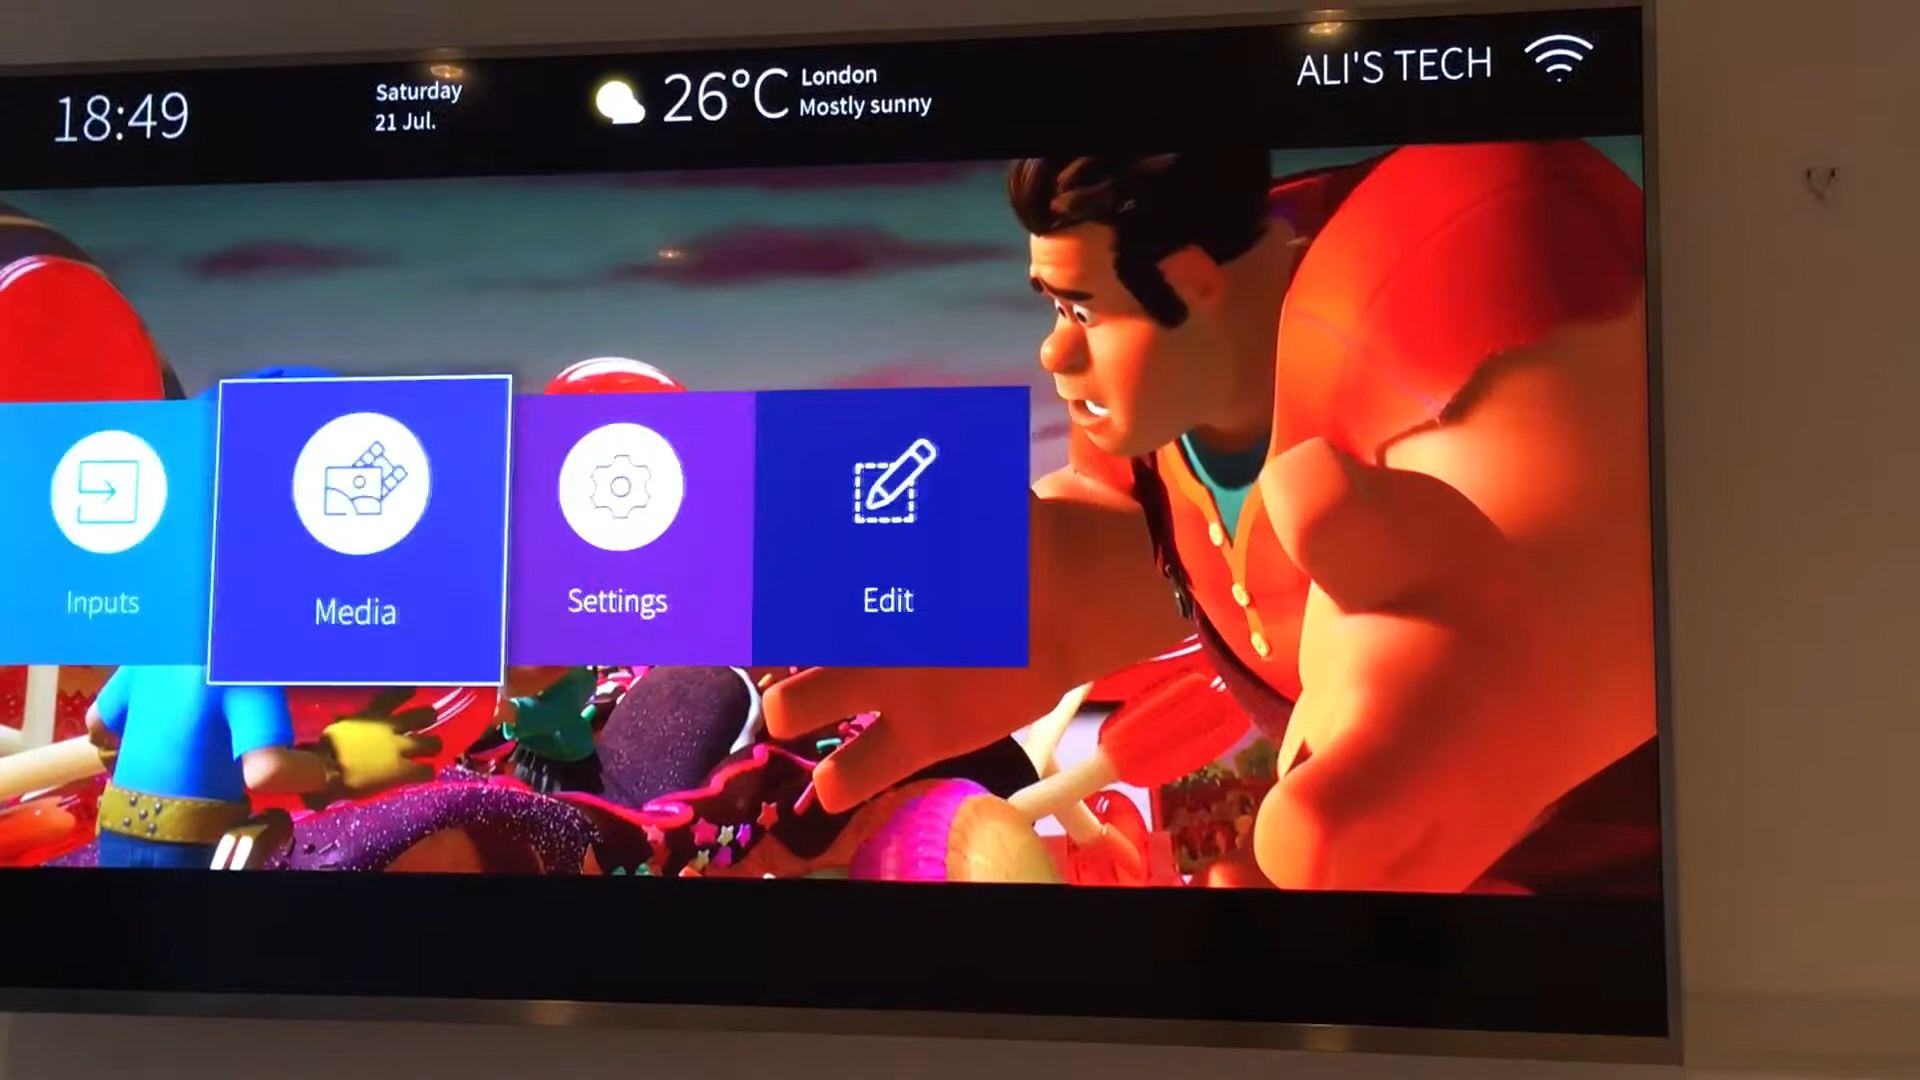 18:49
Saturday
21 Jul.
26°C
London
Mostly sunny
ALI'S TECH
Inputs
Media
Settings
Edit